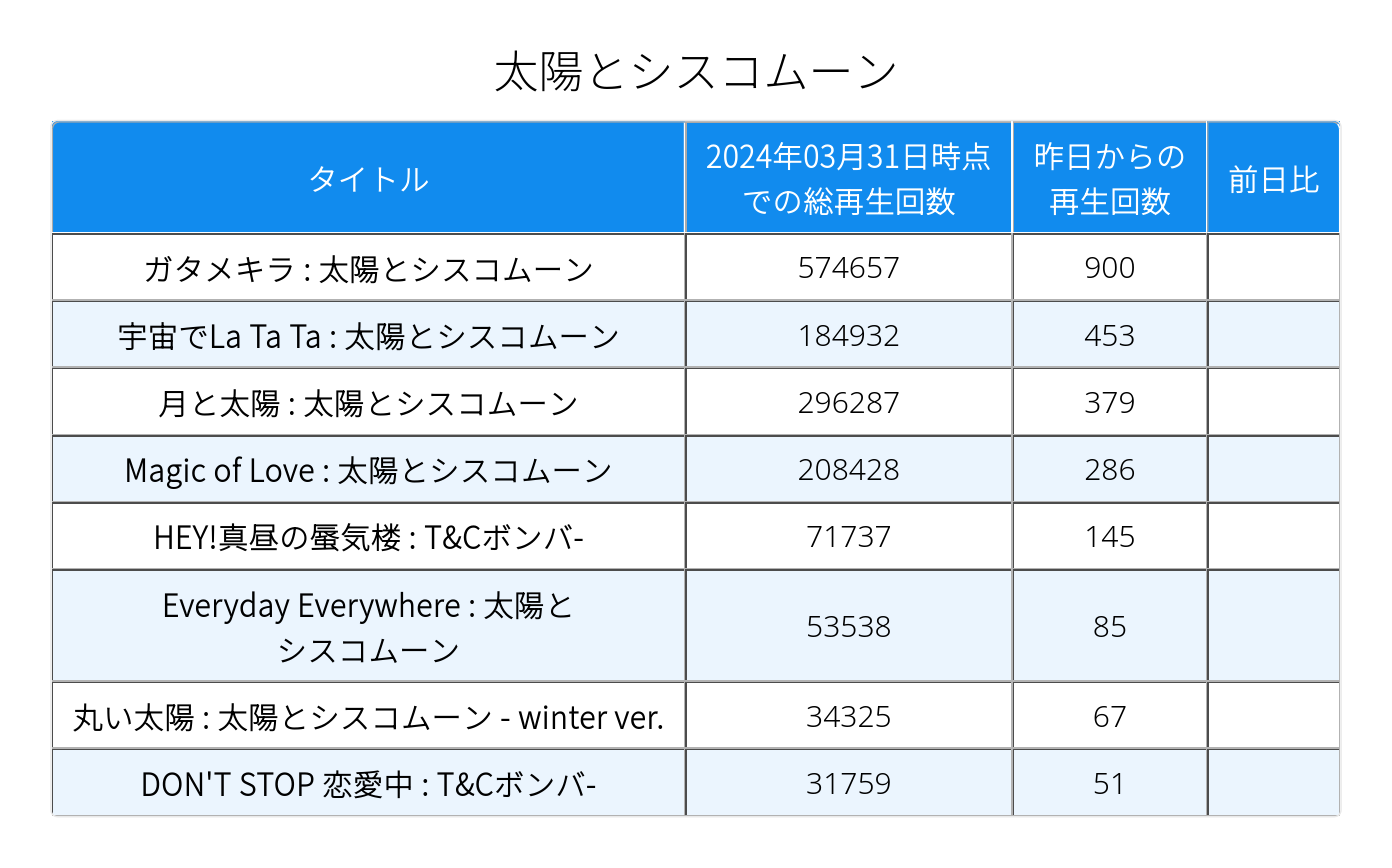 太陽とシスコムーン
タイトル
2024年03月31日時点
での総再生回数
昨日からの
再生回数
前日比
ガタメキラ : 太陽とシスコムーン 574657 900
宇宙でLa Ta Ta : 太陽とシスコムーン 184932 453
月と太陽 : 太陽とシスコムーン 296287 379
Magic of Love : 太陽とシスコムーン 208428 286
HEY!真昼の蜃気楼 : T&Cボンバ- 71737 145
Everyday Everywhere : 太陽と
シスコムーン 53538 85
丸い太陽 : 太陽とシスコムーン - winter ver. 34325 67
DON'T STOP 恋愛中 : T&Cボンバ- 31759 51